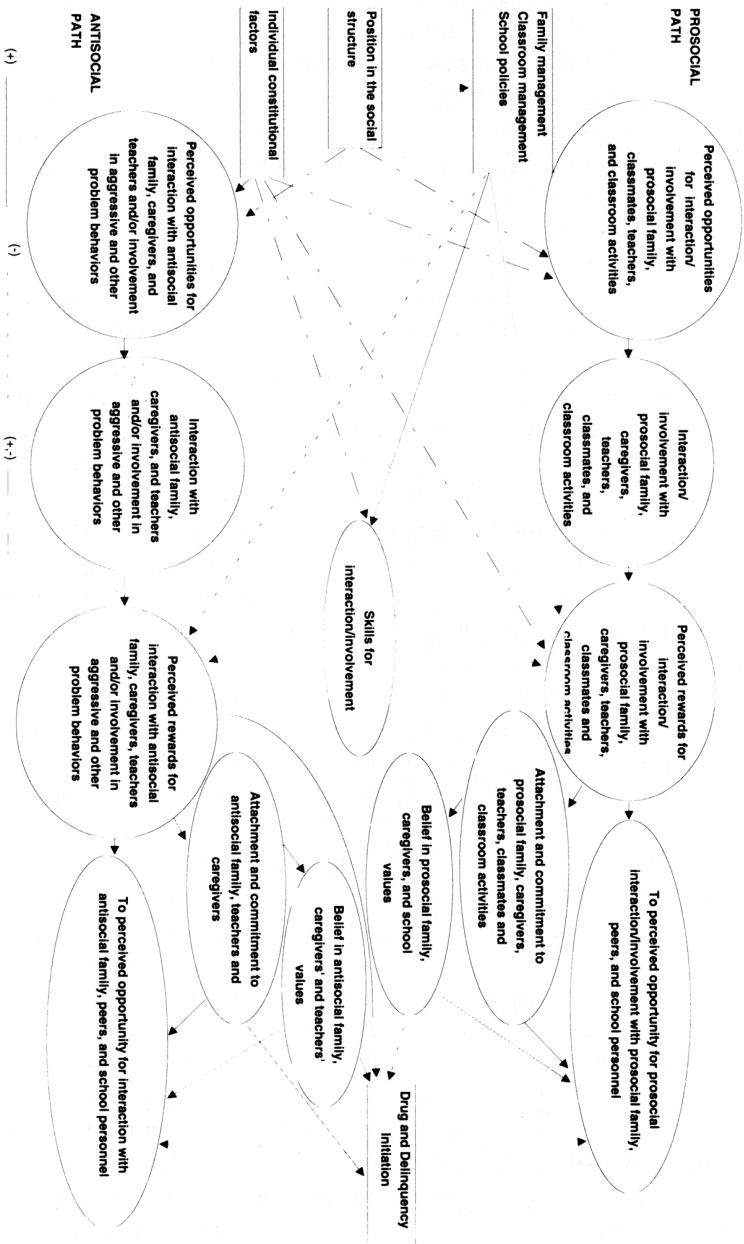 PROSOCIAL
PATH
Perceived opportunities
for interaction/
involvement with
prosocial family,
classmates, teachers,
and classroom activities
Interaction/
involvement with
prosocial family,
caregivers,
teachers,
classmates, and
classroom activities
Perceived rewards for
interaction/
involvement with
prosocial family,
caregivers, teachers,
classmates and
classroom activities
To perceived opportunity for prosocial
interaction/involvement with prosocial family,
peers, and school personnel
Family management
Classroom management
School policies
Attachment and commitment to
prosocial family, caregivers,
teachers, classmates and
classroom activities
Position in the social
structure
Skills for
interaction/involvement
Belief in prosocial family,
caregivers, and school
values
Drug and Delinquency
Initiation
Individual constitutional
factors
Belief in antisocial family,
caregivers' and teachers'
values
Attachment and commitment to
antisocial family, teachers and
caregivers
ANTISOCIAL
PATH
Perceived opportunities for
interaction with antisocial
family, caregivers, and
teachers and/or involvement
in aggressive and other
problem behaviors
Interaction with
antisocial family,
caregivers, and teachers
and/or involvement in
aggressive and other
problem behaviors
Perceived rewards for
interaction with antisocial
family, caregivers, teachers
and/or involvement in
aggressive and other
problem behaviors
To perceived opportunity for interaction with
antisocial family, peers, and school personnel
(+) (-) (+,-)